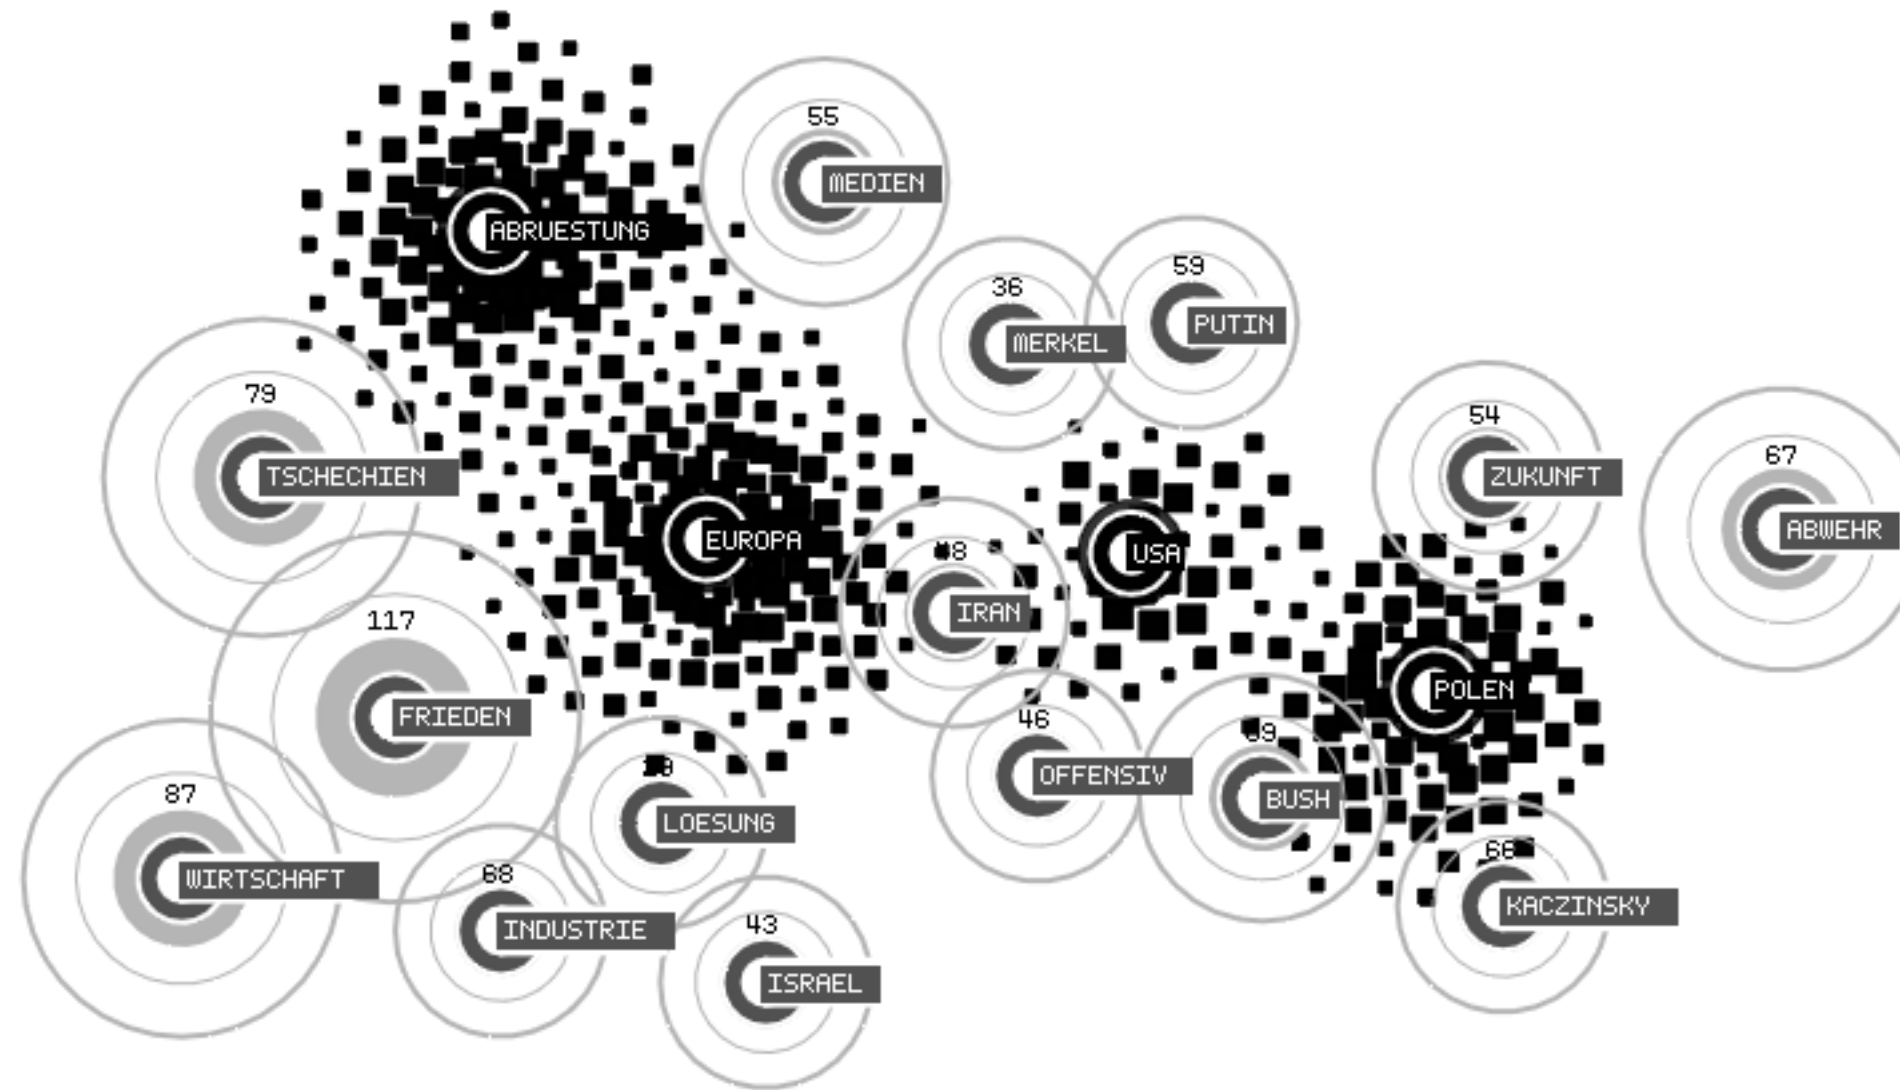 55
MEDIEN
ABRUESTUNG
59
PUTIN
36
MERKEL
79
TSCHECHIEN
54
ZUKUNFT
67
ABWEHR
EUROPA
USA
IRAN
117
FRIEDEN
POLEN
46
OFFENSIV
BUSH
LOESUNG
87
WIRTSCHAFT
68
INDUSTRIE
KACZINSKY
43
ISRAEL